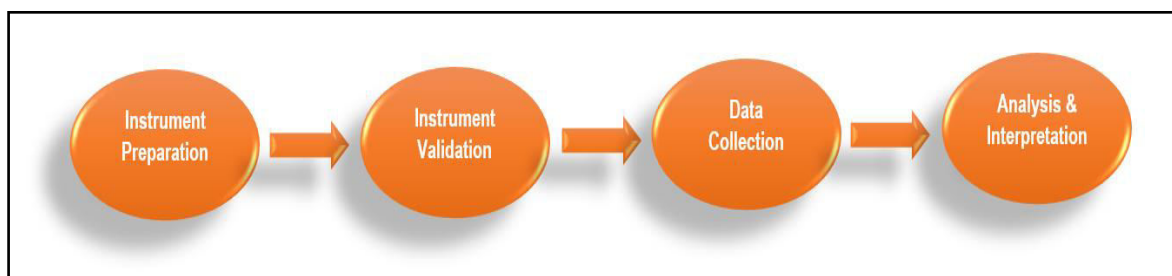 Instrument
Preparation
Instrument
Validation
Data
Collection
Analysis &
Interpretation